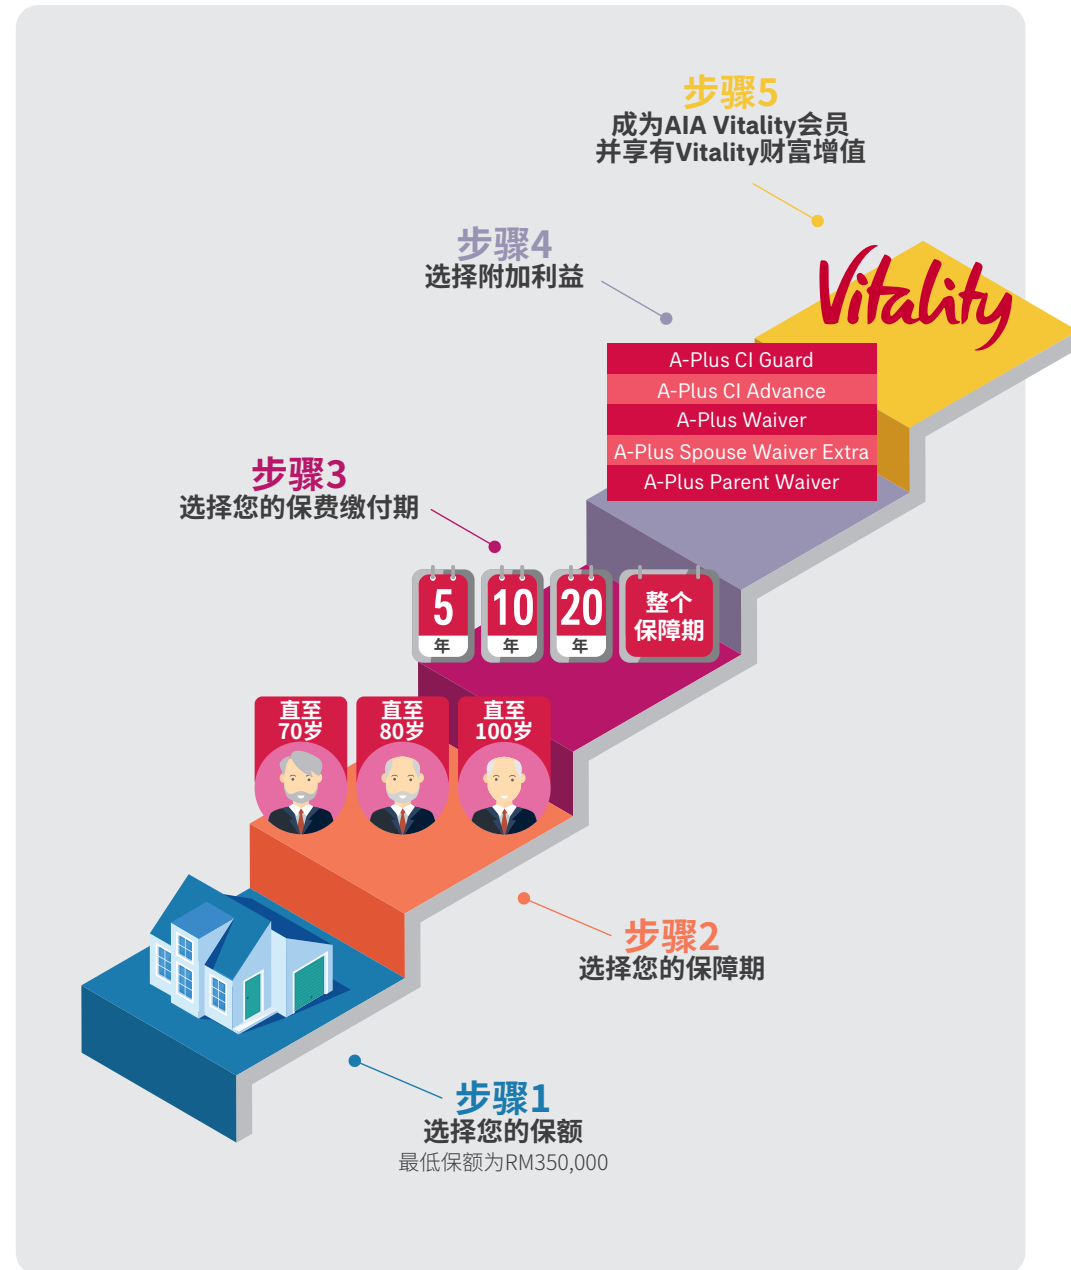 步骤5
成为AIA Vitality会员
并享有Vitality财富增值
Vitality
步骤4
选择附加利益
A-Plus CI Guard
A-Plus CI Advance
A-Plus Waiver
A-Plus Spouse Waiver Extra
A-Plus Parent Waiver
步骤3
选择您的保费缴付期
5
年
10
年
20
年
整个
保障期
直至
70岁
直至
80岁
直至
100岁
步骤2
选择您的保障期
步骤1
选择您的保额
最低保额为RM350,000